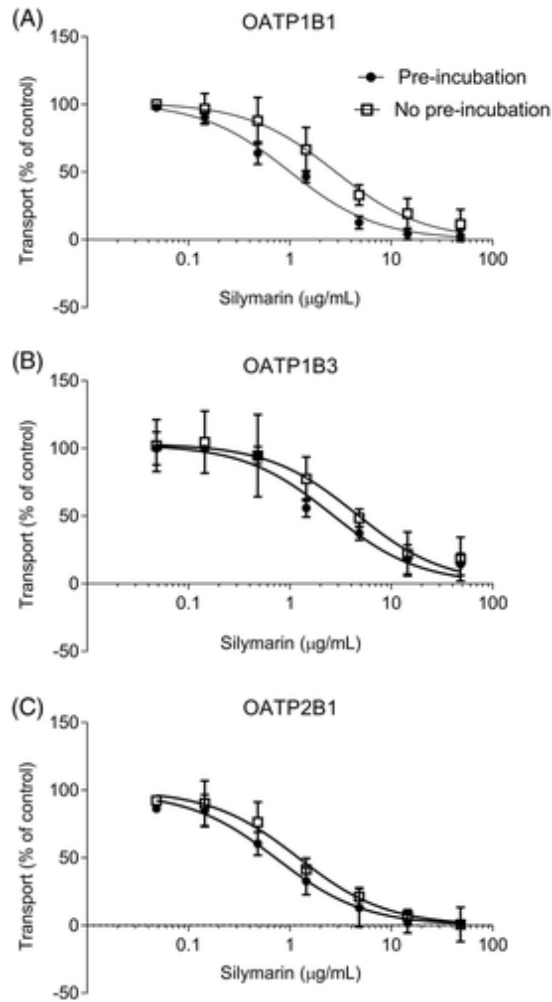 (A)
OATP1B1
Transport (% of control)
150
100
50
0
-50
0.1
1
10
100
Silymarin (μg/mL)
Pre-incubation
No pre-incubation
(B)
OATP1B3
Transport (% of control)
150
100
50
0
-50
0.1
1
10
100
Silymarin (μg/mL)
(C)
OATP2B1
Transport (% of control)
150
100
50
0
-50
0.1
1
10
100
Silymarin (μg/mL)